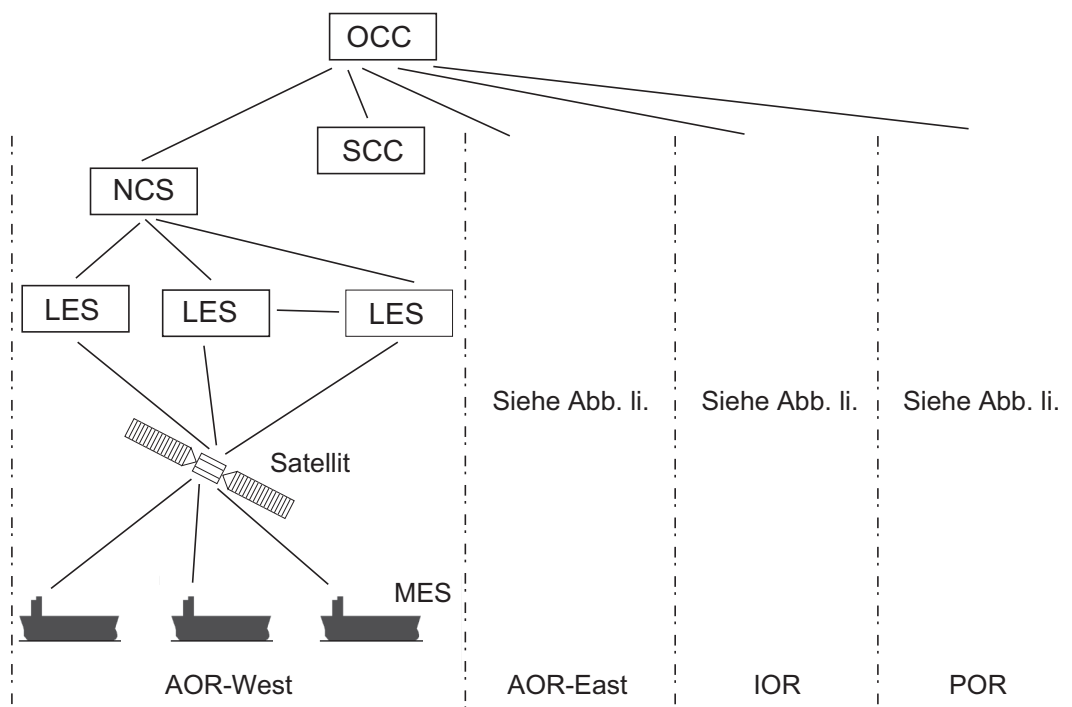 OCC
SCC
NCS
LES
LES
LES
Siehe Abb. li.
Siehe Abb. li.
Siehe Abb. li.
Satellit
MES
AOR-West
AOR-East
IOR
POR